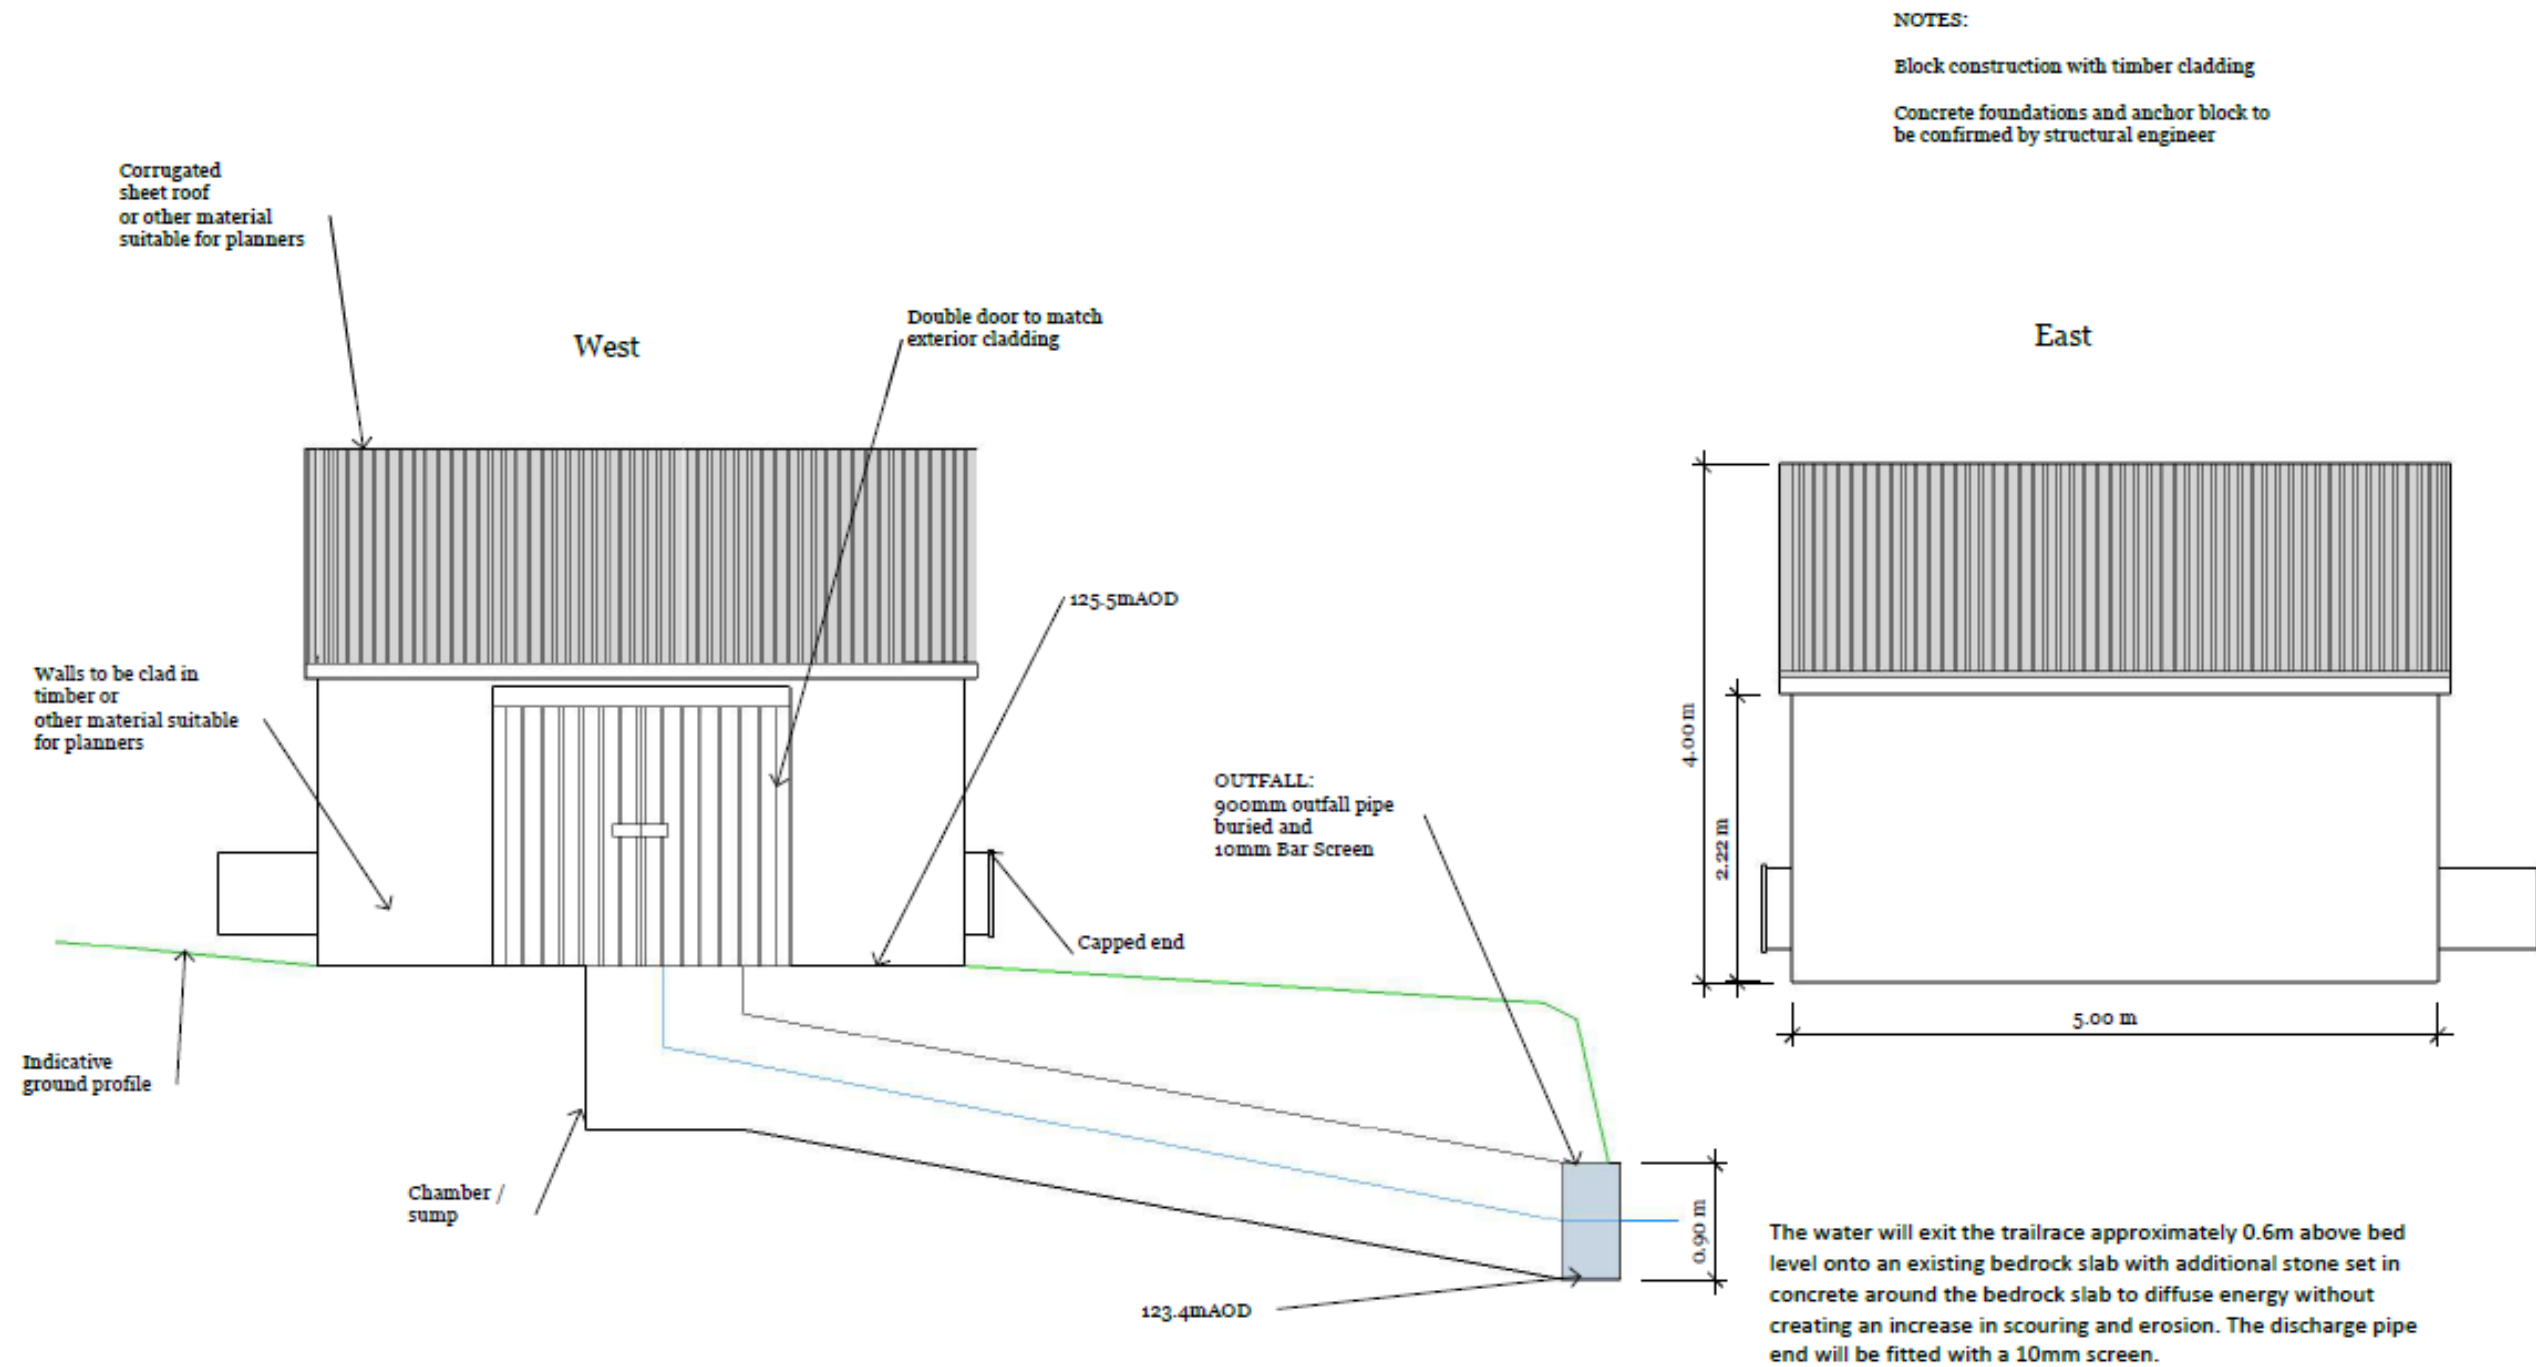 NOTES:
Block construction with timber cladding
Concrete foundations and anchor block to
be confirmed by structural engineer
Corrugated
sheet roof
or other material
suitable for planners
West
Double door to match
exterior cladding
East
125.5mAOD
Walls to be clad in
timber or
other material suitable
for planners
4.00 m
2.22 m
OUTFALL:
900mm outfall pipe
buried and
10mm Bar Screen
Capped end
5.00 m
Indicative
ground profile
Chamber /
sump
0.90 m
123.4mAOD
The water will exit the trailrace approximately 0.6m above bed
level onto an existing bedrock slab with additional stone set in
concrete around the bedrock slab to diffuse energy without
creating an increase in scouring and erosion. The discharge pipe
end will be fitted with a 10mm screen.